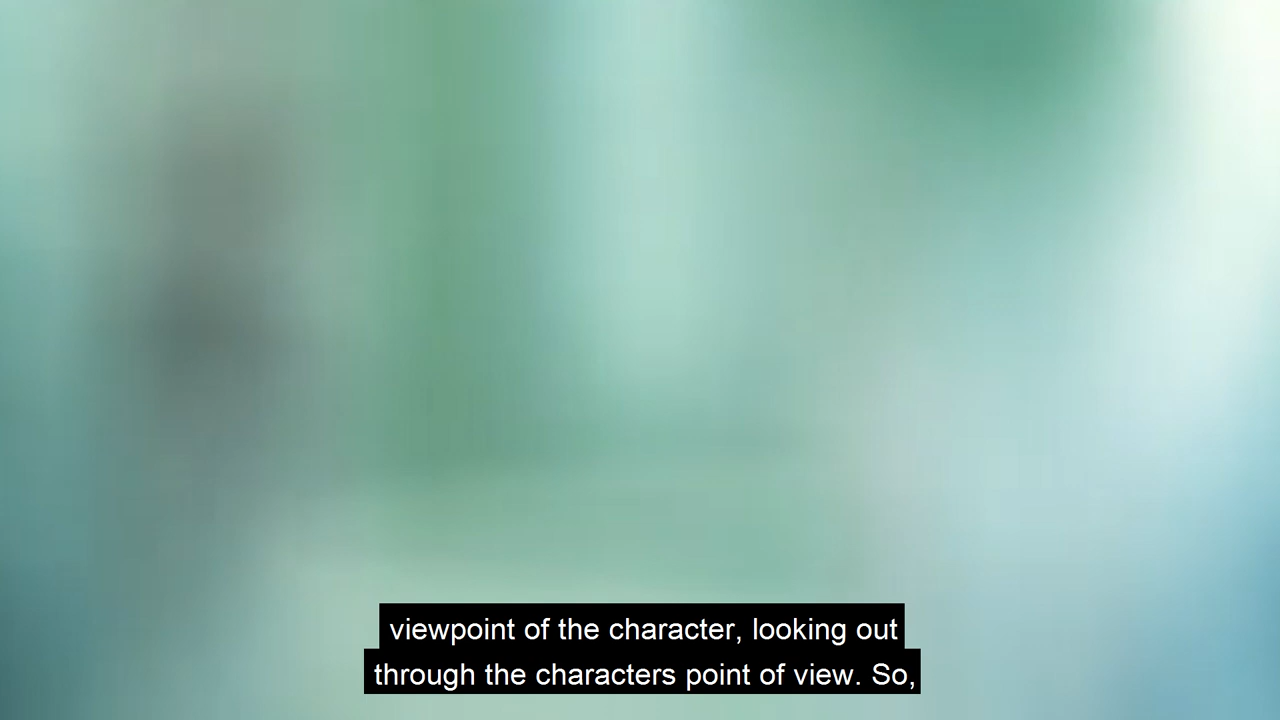 viewpoint of the character, looking out
through the characters point of view. So,